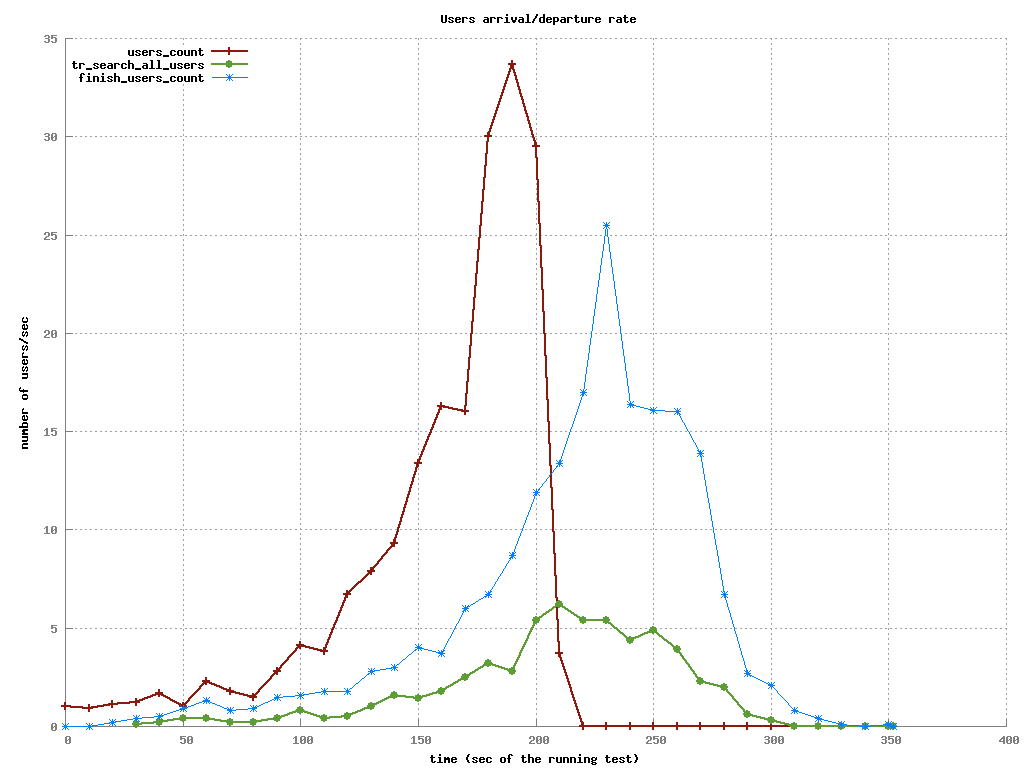 Users arrival/departure rate
35
users_count
tr_search_all_users
finish_users_count
30
25
20
number of users/sec
15
10
5
0
0 50 100 150 200 250 300 350 400
time (sec of the running test)